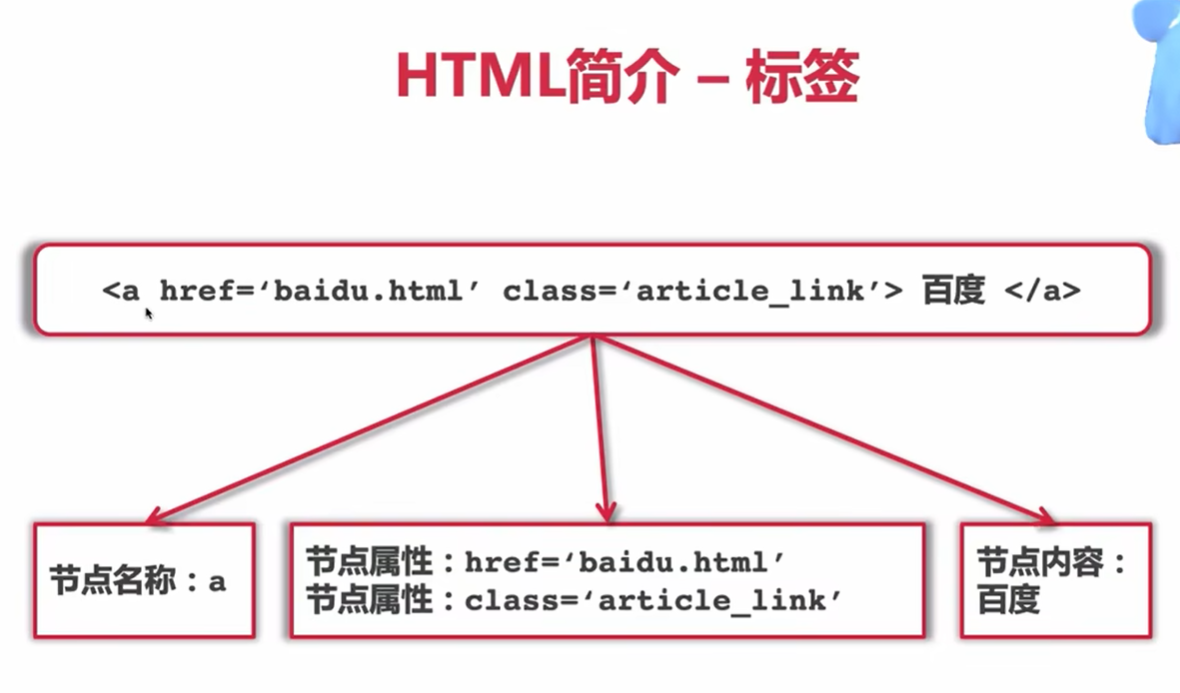 HTML简介 – 标签
<a href=‘baidu.html’ class=‘article_link’> 百度 </a>
节点名称：a
节点属性：href=‘baidu.html’
节点属性：class=‘article_link’
节点内容：
百度